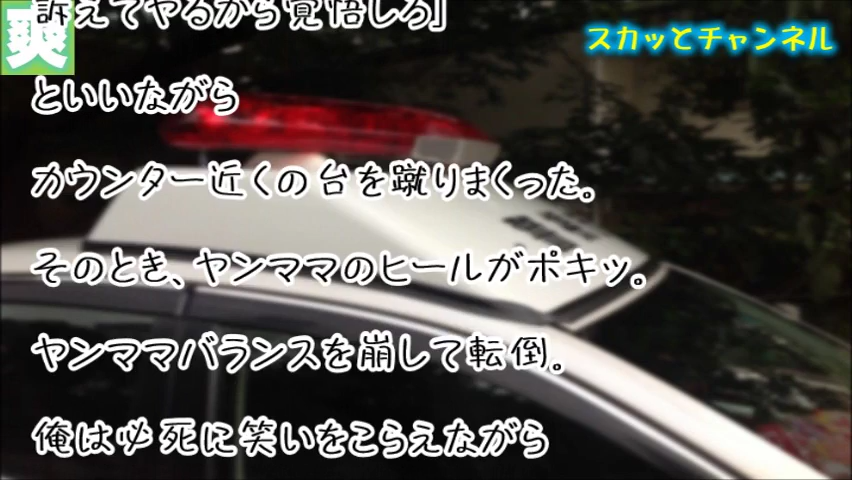 爽
訴えてやるから覚悟しろ」
スカッとチャンネル
といいながら
カウンター近くの台を蹴りまくった。
そのとき、ヤンママのヒールがポキッ。
ヤンママバランスを崩して転倒。
俺は必死に笑いをこらえながら